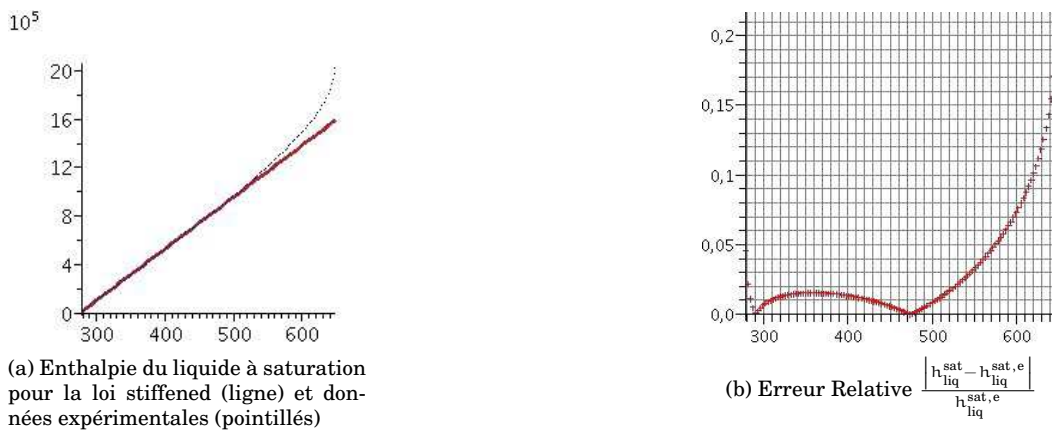 10⁵
20
16
12
8
4
0
300 400 500 600
(a) Enthalpie du liquide à saturation
pour la loi stiffened (ligne) et don-
nées expérimentales (pointillés)
0,2
0,15
0,1
0,05
0,0
300 400 500 600
(b) Erreur Relative |h_liq^sat − h_liq^sat,e| / h_liq^sat,e